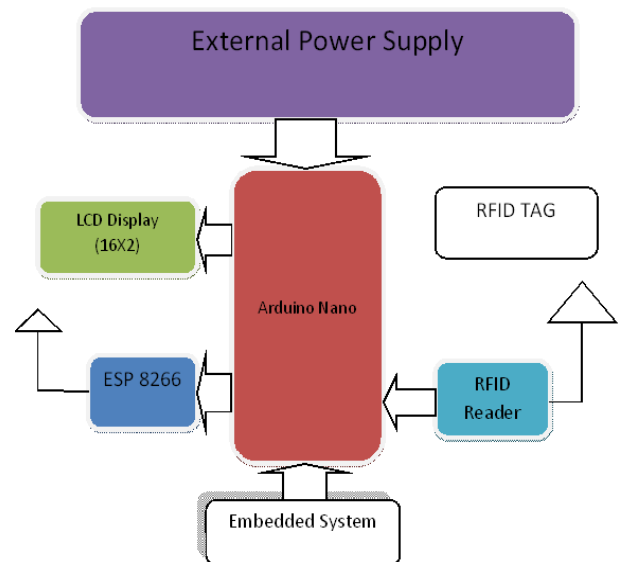 External Power Supply
LCD Display
(16X2)
RFID TAG
Arduino Nano
ESP 8266
RFID
Reader
Embedded System